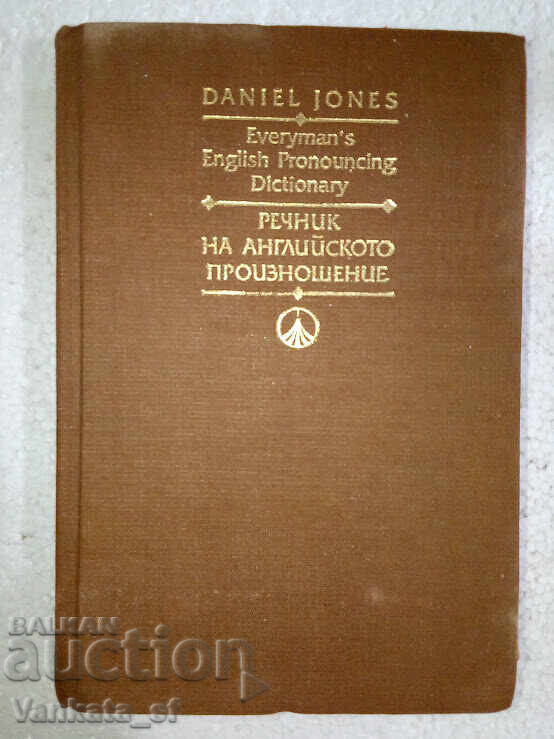 DANIEL JONES
Everyman's
English Pronouncing
Dictionary
РЕЧНИК
НА АНГЛИЙСКОТО
ПРОИЗНОШЕНИЕ
BALKAN
auction
Vankata_sf